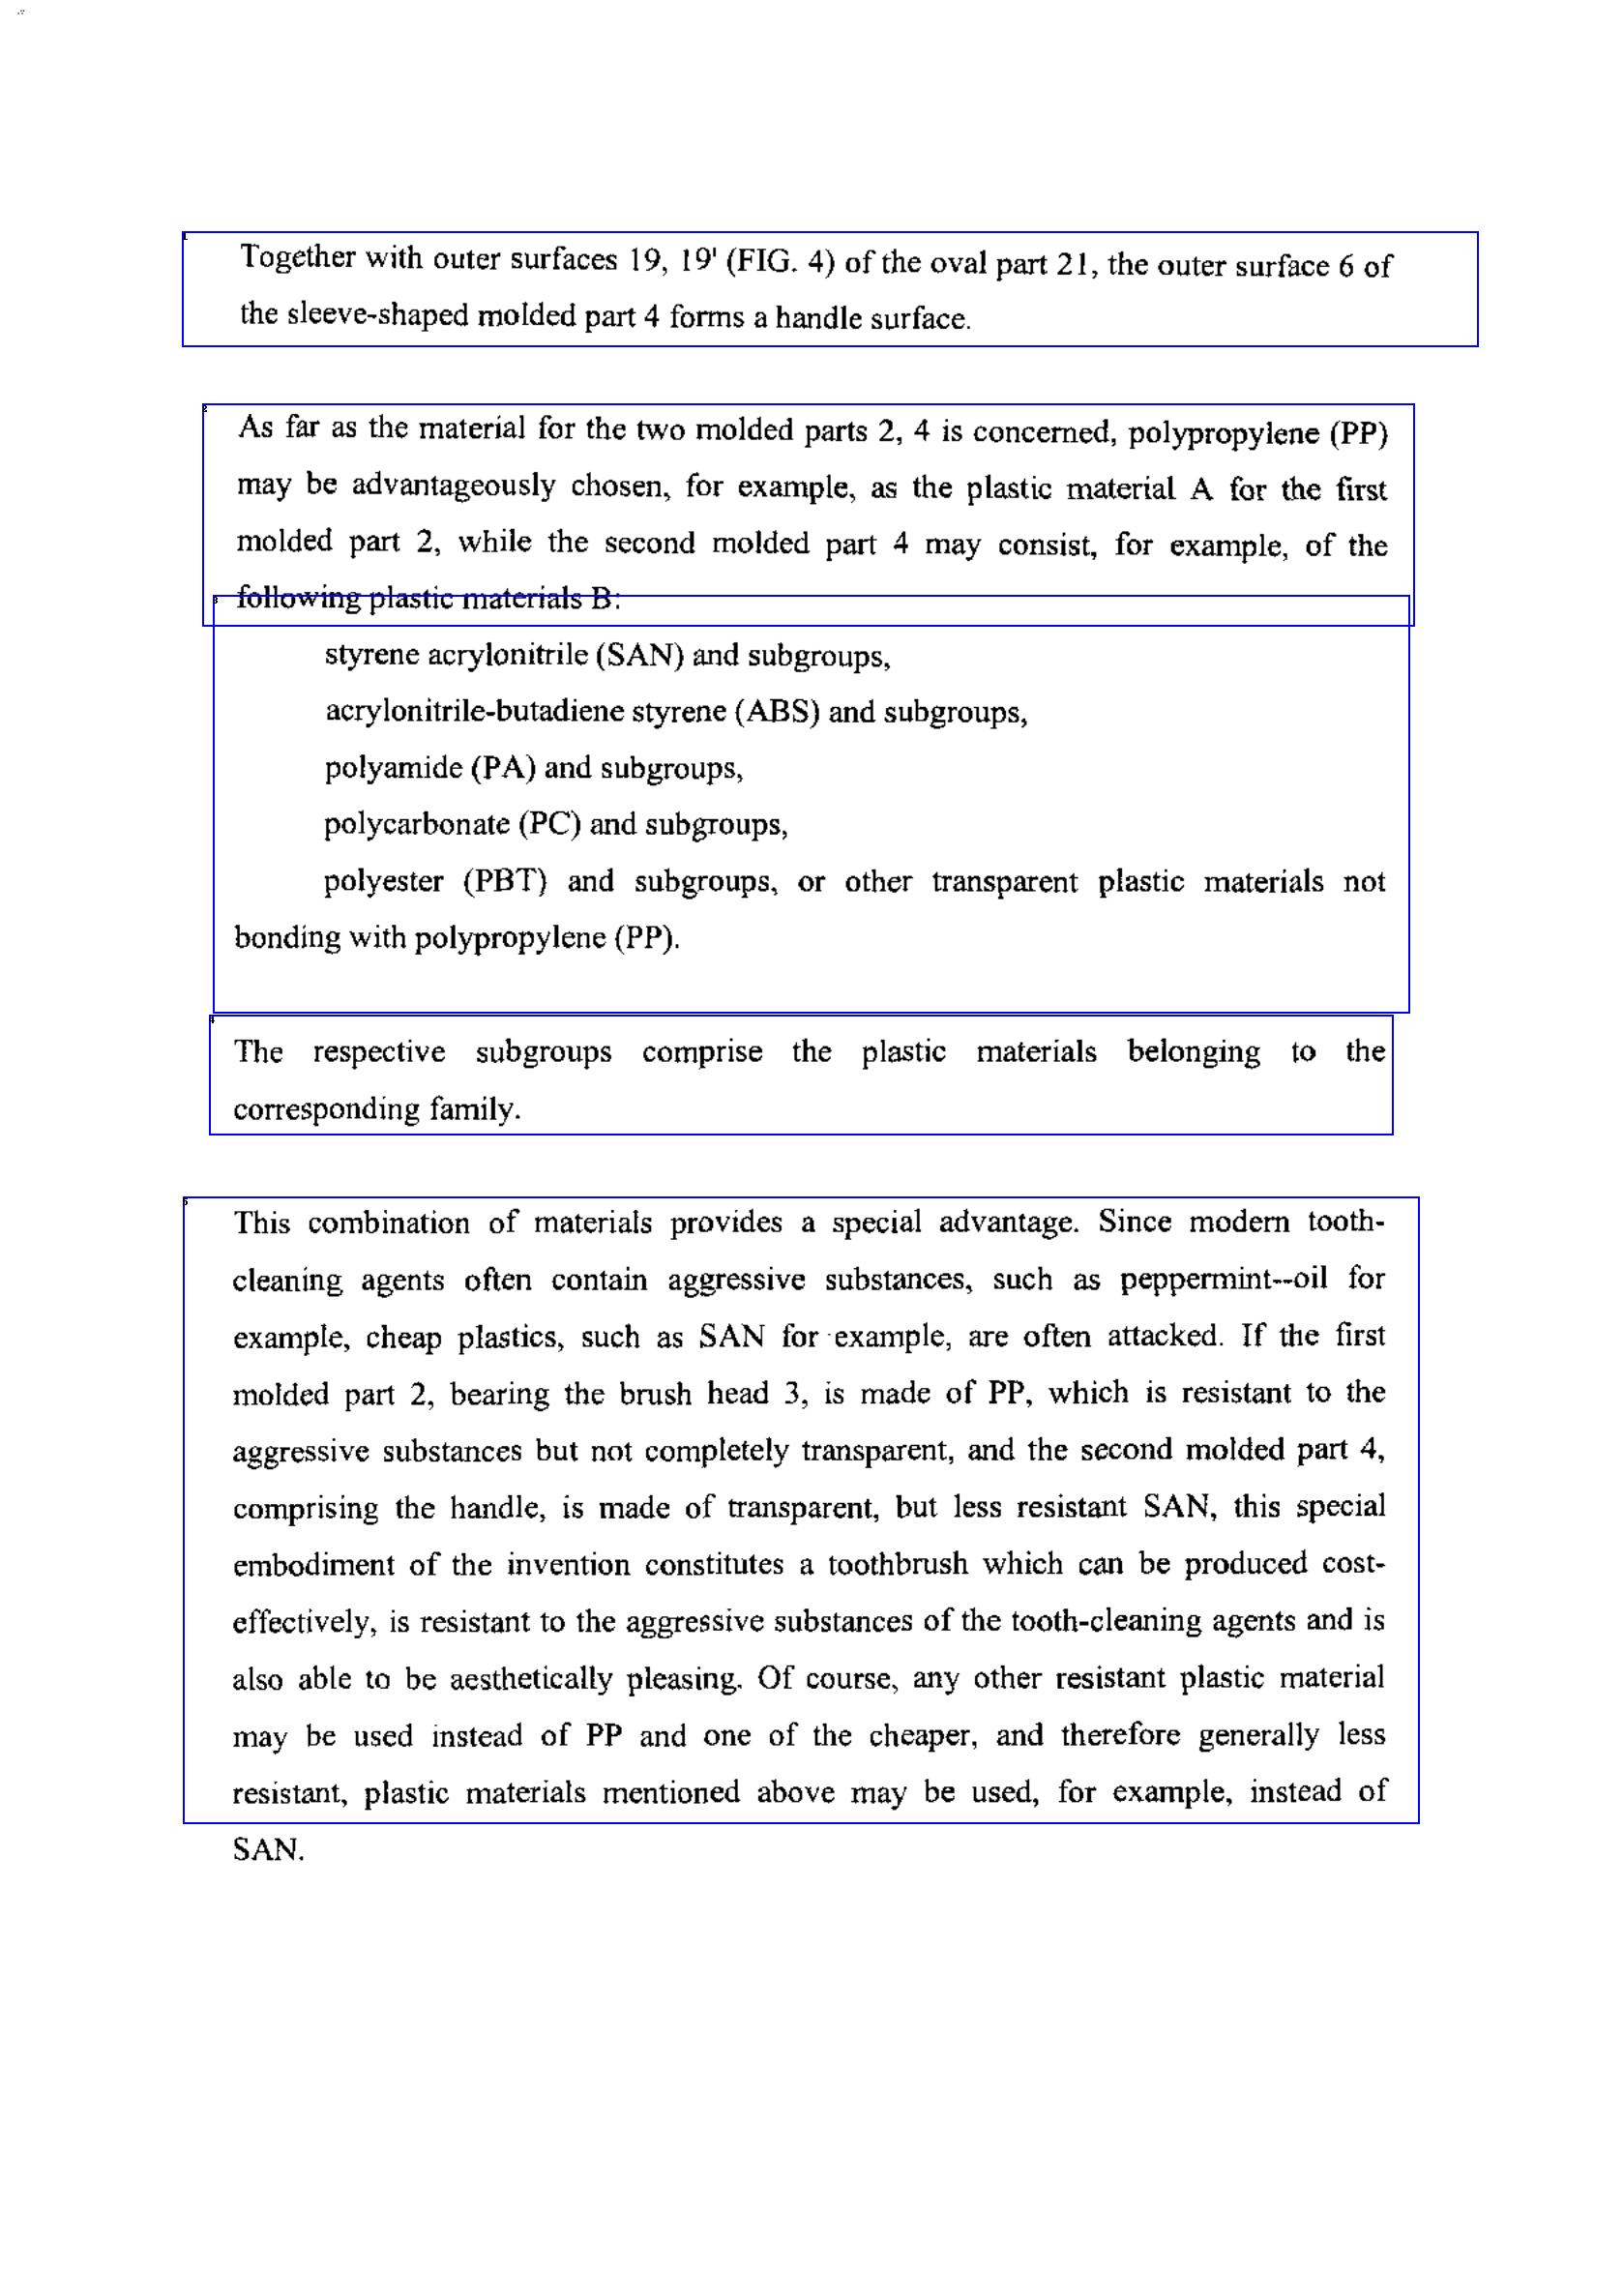 Together with outer surfaces 19, 19' (FIG. 4) of the oval part 21, the outer surface 6 of
the sleeve-shaped molded part 4 forms a handle surface.
As far as the material for the two molded parts 2, 4 is concerned, polypropylene (PP)
may be advantageously chosen, for example, as the plastic material A for the first
molded part 2, while the second molded part 4 may consist, for example, of the
following plastic materials B:
styrene acrylonitrile (SAN) and subgroups,
acrylonitrile-butadiene styrene (ABS) and subgroups,
polyamide (PA) and subgroups,
polycarbonate (PC) and subgroups,
polyester (PBT) and subgroups, or other transparent plastic materials not
bonding with polypropylene (PP).
The respective subgroups comprise the plastic materials belonging to the
corresponding family.
This combination of materials provides a special advantage. Since modern tooth-
cleaning agents often contain aggressive substances, such as peppermint--oil for
example, cheap plastics, such as SAN for example, are often attacked. If the first
molded part 2, bearing the brush head 3, is made of PP, which is resistant to the
aggressive substances but not completely transparent, and the second molded part 4,
comprising the handle, is made of transparent, but less resistant SAN, this special
embodiment of the invention constitutes a toothbrush which can be produced cost-
effectively, is resistant to the aggressive substances of the tooth-cleaning agents and is
also able to be aesthetically pleasing. Of course, any other resistant plastic material
may be used instead of PP and one of the cheaper, and therefore generally less
resistant, plastic materials mentioned above may be used, for example, instead of
SAN.